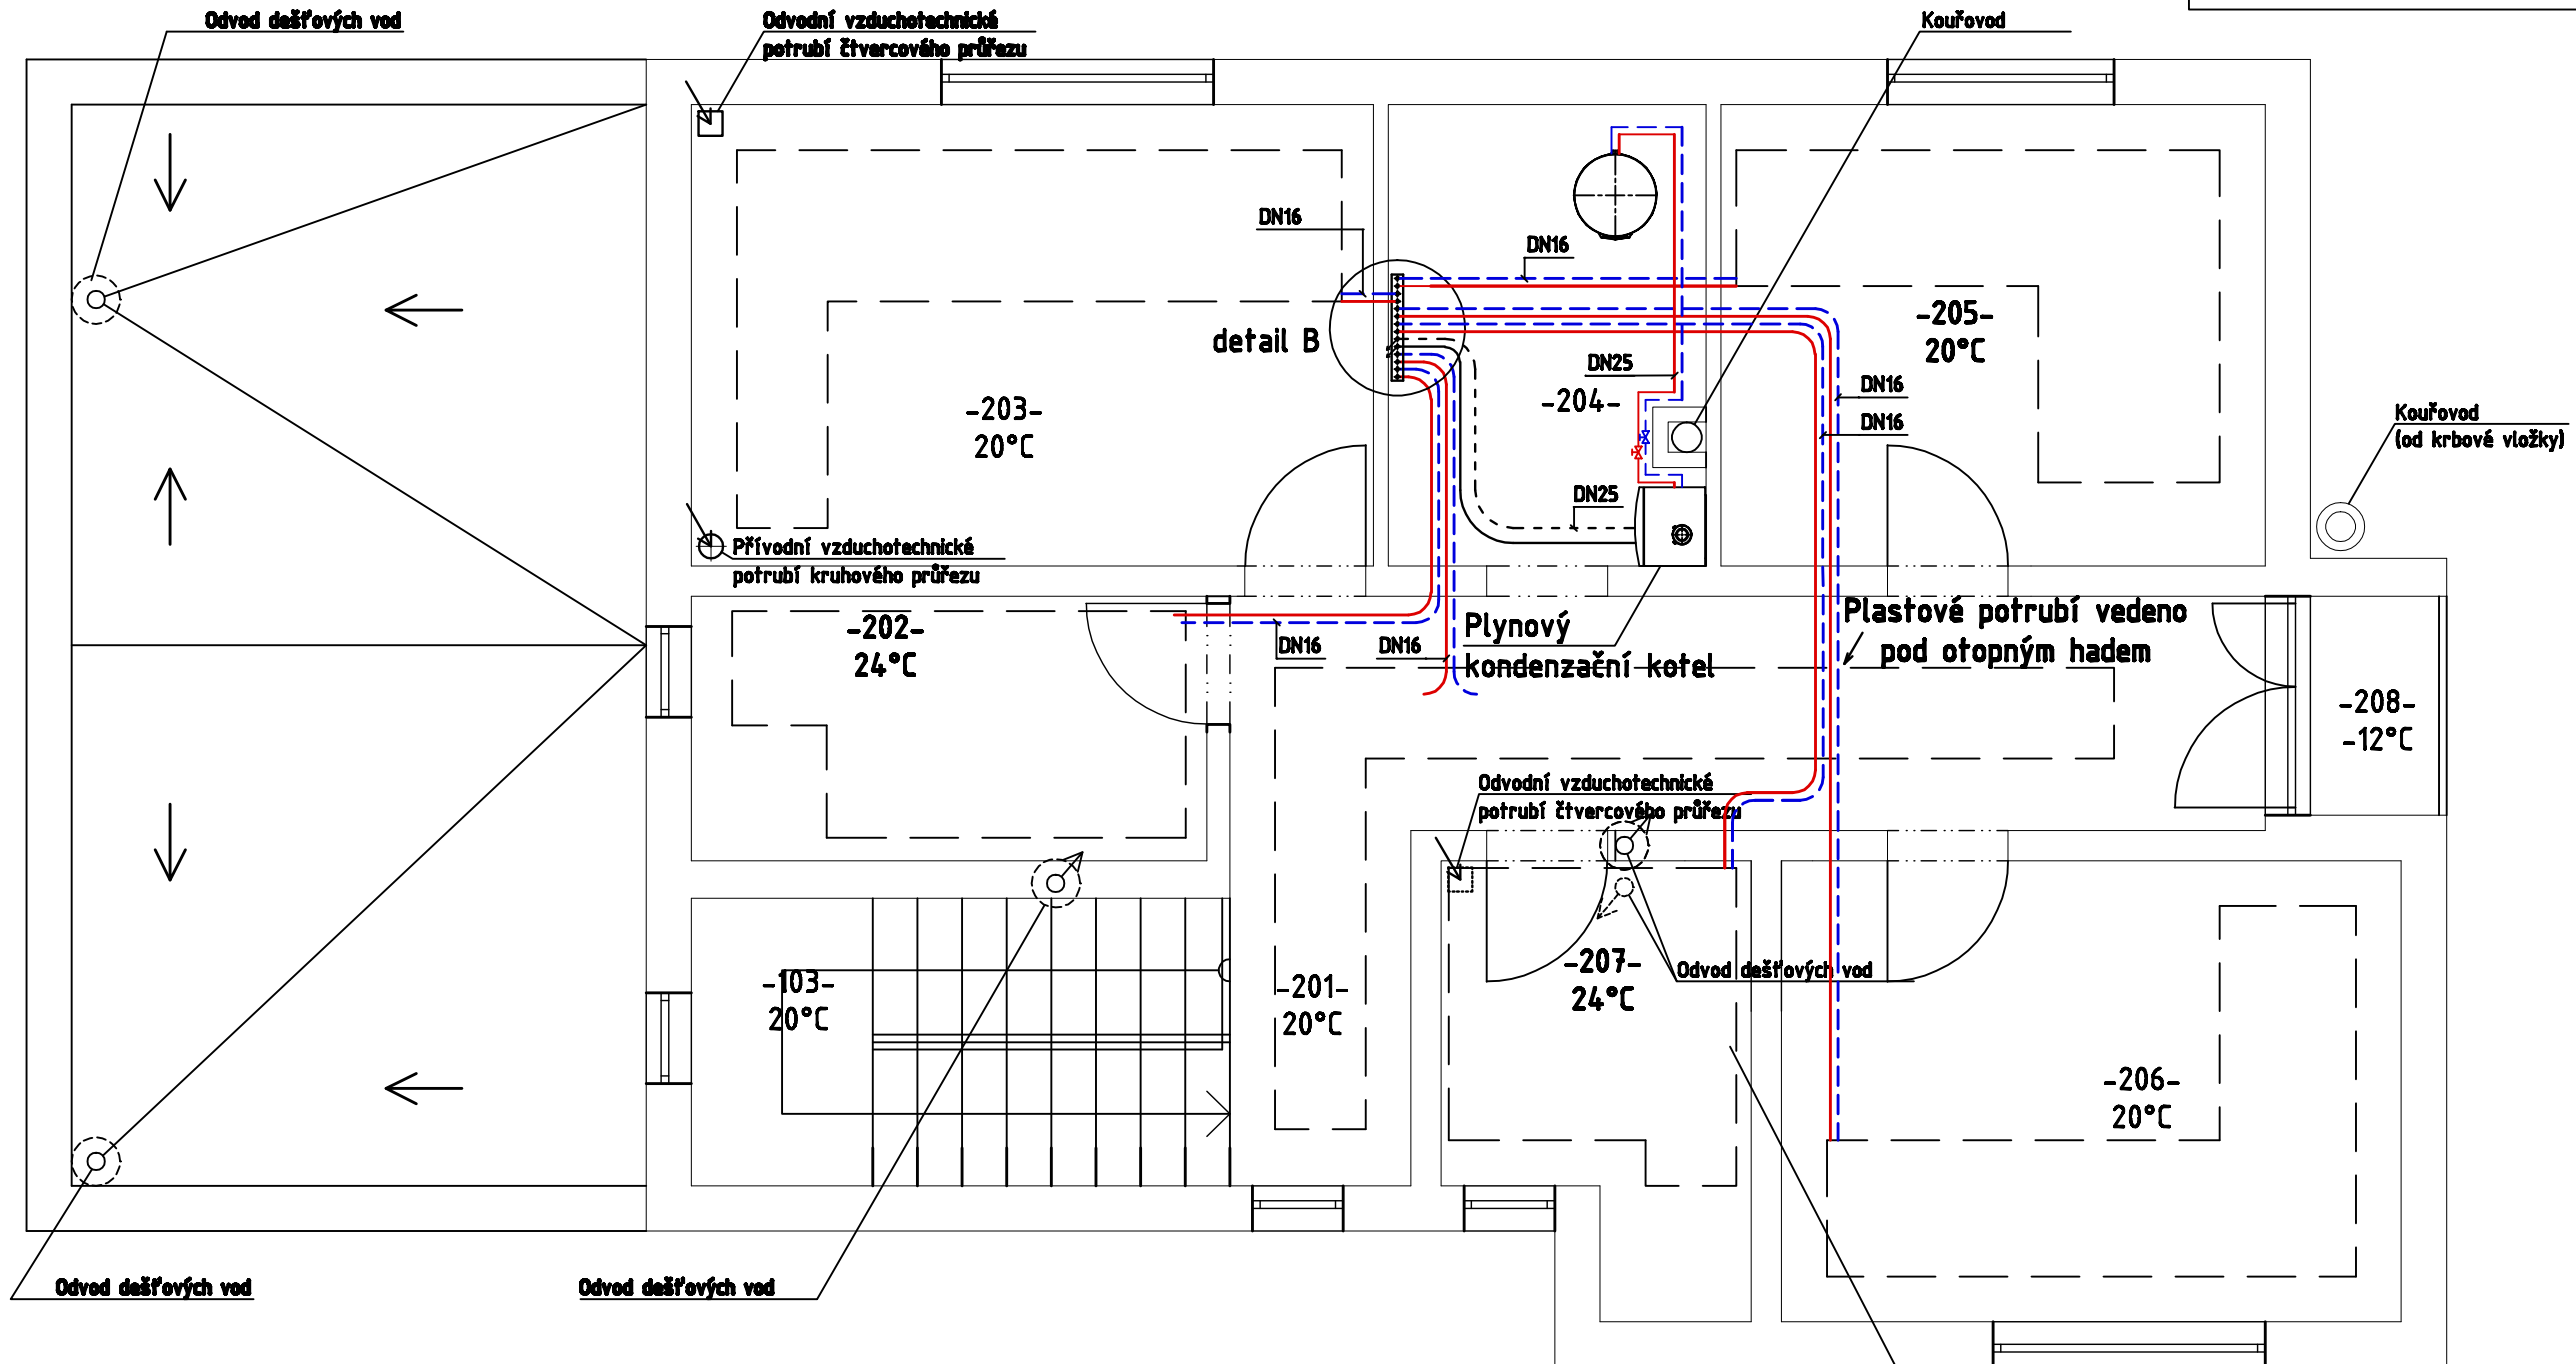 Odvod dešťových vod
Odvodní vzduchotechnické
potrubí čtvercového průřezu
Kouřovod
DN16
DN16
detail B
-203-
20°C
DN25
-204-
-205-
20°C
DN16
DN16
Kouřovod
(od krbové vložky)
DN25
Přívodní vzduchotechnické
potrubí kruhového průřezu
-202-
24°C
DN16
DN16
Plynový
kondenzační kotel
Plastové potrubí vedeno
pod otopným hadem
-208-
-12°C
Odvodní vzduchotechnické
potrubí čtvercového průřezu
-103-
20°C
-201-
20°C
-207-
24°C
Odvod dešťových vod
-206-
20°C
Odvod dešťových vod
Odvod dešťových vod